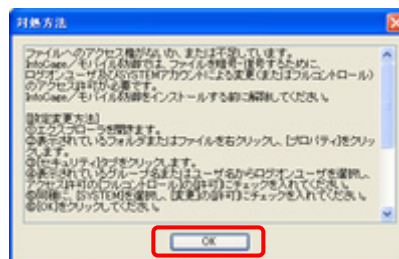 対処方法
ファイルへのアクセス権がないか、または不足しています。
InfoCage／モバイル防御では、ファイルを暗号・復号するために、
ログオンユーザ及びSYSTEMアカウントによる変更(またはフルコントロール)
のアクセス許可が必要です。
InfoCage／モバイル防御をインストールする前に解除してください。
[設定変更方法]
①エクスプローラを開きます。
②表示されているフォルダまたはファイルを右クリックし、[プロパティ]をクリッ
クします。
③[セキュリティ]タブをクリックします。
④表示されているグループ名またはユーザ名からログオンユーザを選択し、
アクセス許可の[フルコントロール]の[許可]にチェックを入れてください。
⑤同様に、[SYSTEM]を選択し、[変更]の[許可]にチェックを入れてください。
⑥[OK]をクリックしてください。
OK